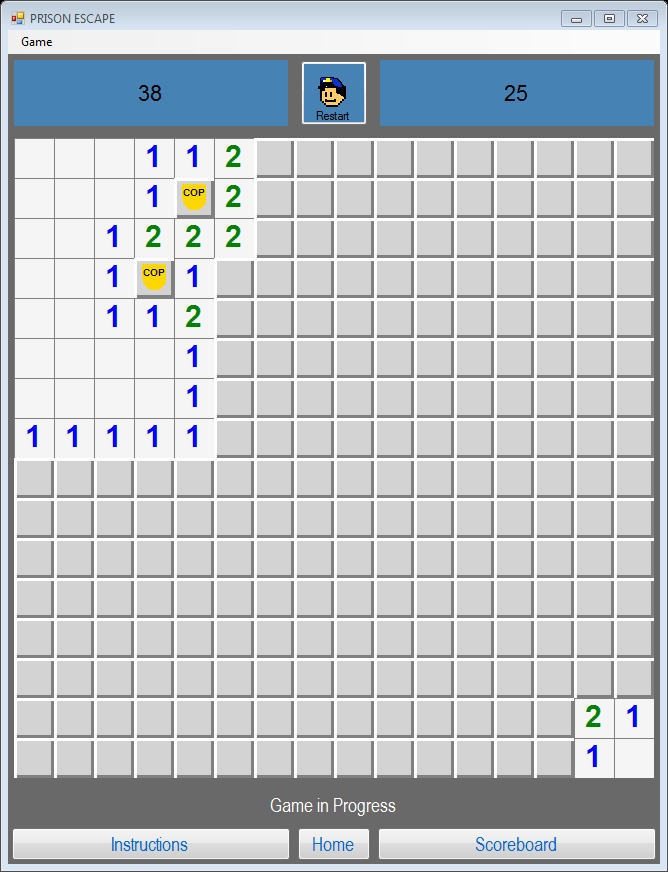 PRISON ESCAPE
Game
38
Restart
25
1 1 2
1 COP 2
1 2 2 2
1 COP 1
1 1 2
1
1
1 1 1 1 1
2 1
1
Game in Progress
Instructions Home Scoreboard